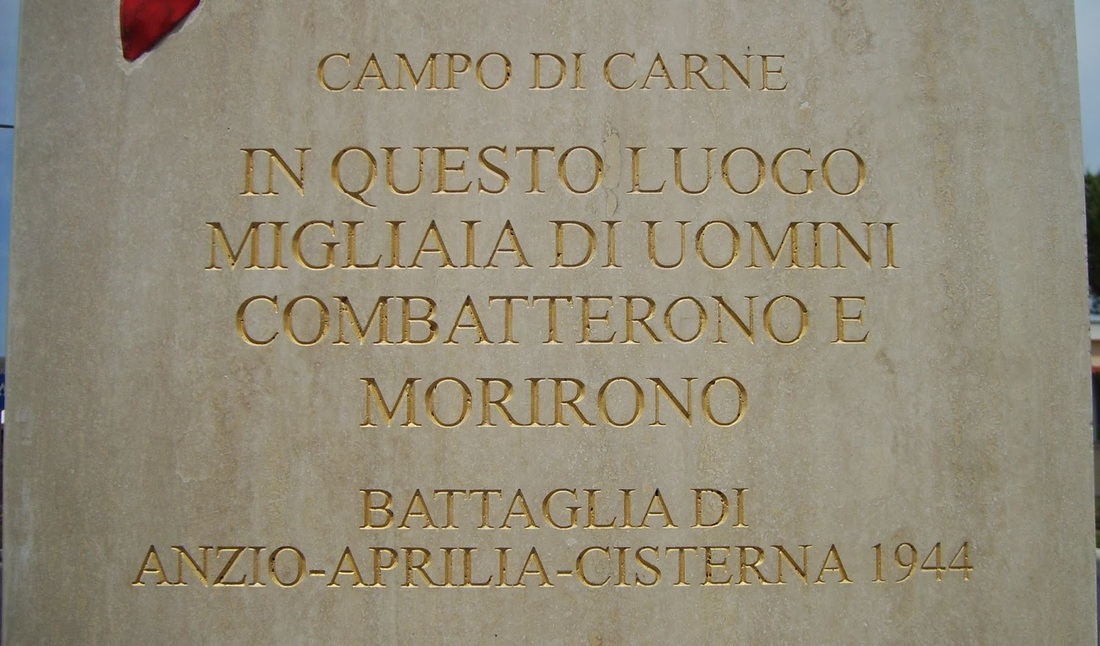 CAMPO DI CARNE
IN QUESTO LUOGO
MIGLIAIA DI UOMINI
COMBATTERONO E
MORIRONO
BATTAGLIA DI
ANZIO-APRILIA-CISTERNA 1944